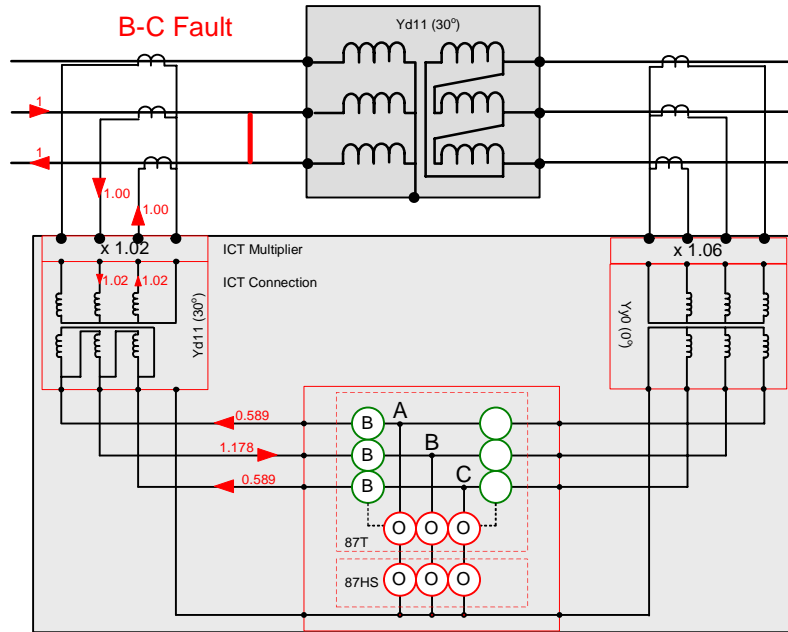 B-C Fault
Yd11 (30°)
1
1
1.00
1.00
x 1.02
ICT Multiplier
x 1.06
1.02
1.02
ICT Connection
Yd11 (30°)
Yy0 (0°)
0.589
B
A
1.178
B
B
0.589
B
C
O
O
O
87T
87HS
O
O
O